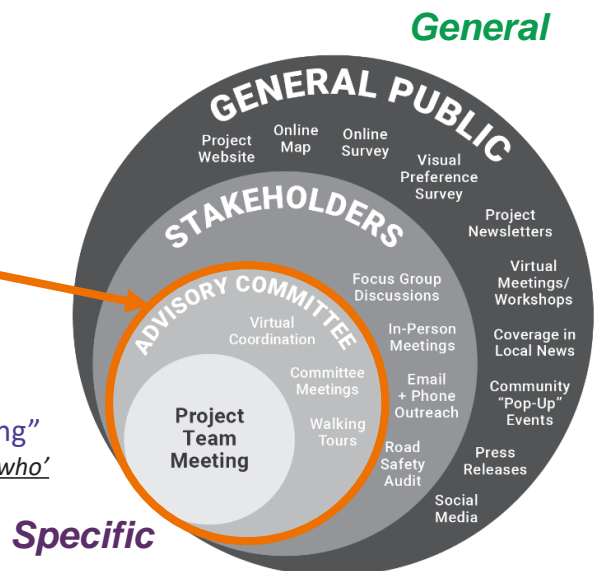 General
GENERAL PUBLIC
Project
Website
Online
Map
Online
Survey
Visual
Preference
Survey
Project
Newsletters
Virtual
Meetings/
Workshops
Coverage in
Local News
Community
“Pop-Up”
Events
Press
Releases
Social
Media
STAKEHOLDERS
Focus Group
Discussions
In-Person
Meetings
Email
+ Phone
Outreach
Road
Safety
Audit
ADVISORY COMMITTEE
Virtual
Coordination
Committee
Meetings
Walking
Tours
Project
Team
Meeting
ng”
who’
Specific